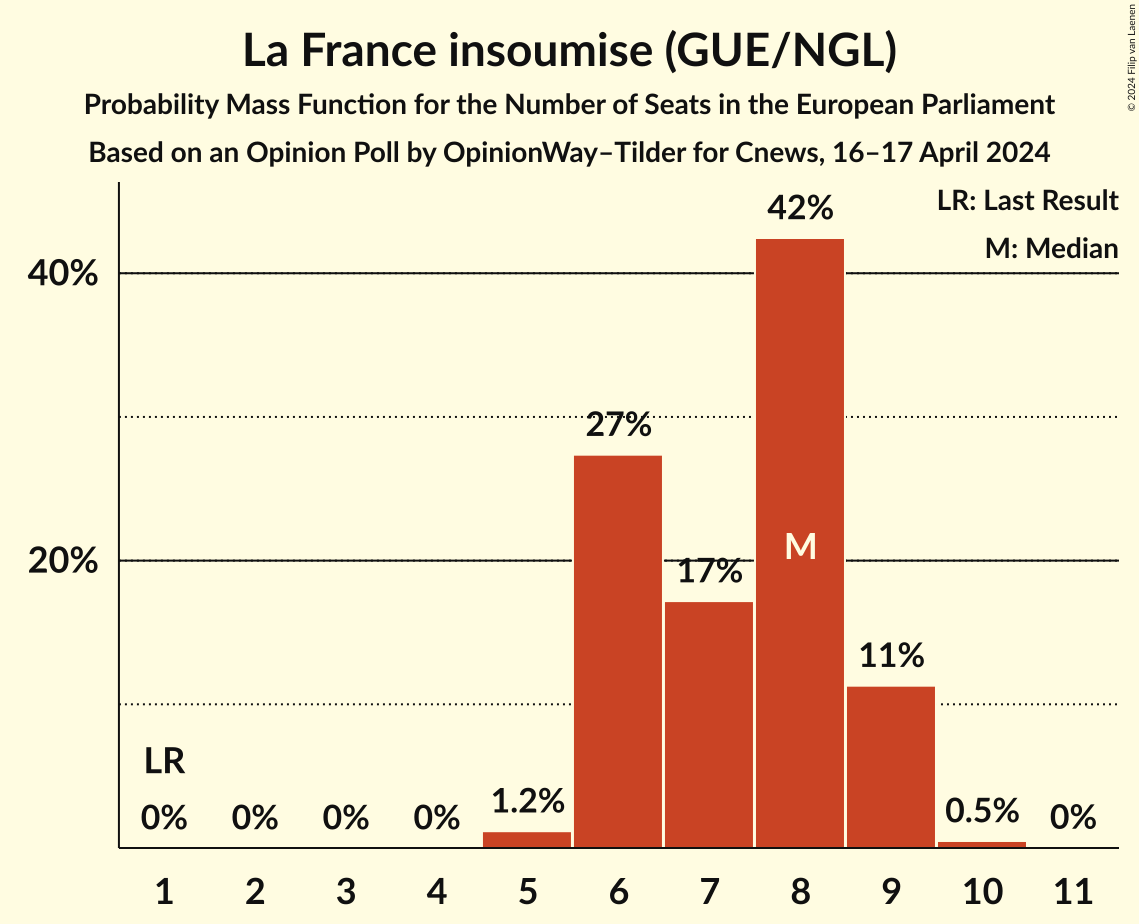 La France insoumise (GUE/NGL)
Probability Mass Function for the Number of Seats in the European Parliament
Based on an Opinion Poll by OpinionWay–Tilder for Cnews, 16–17 April 2024
© 2024 Filip van Laenen
LR: Last Result
M: Median
42%
40%
27%
M
20%
17%
11%
LR
1.2%
0.5%
0% 0% 0% 0% 0%
1 2 3 4 5 6 7 8 9 10 11